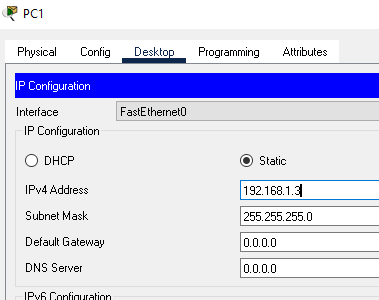 PC1
Physical Config Desktop Programming Attributes
IP Configuration
Interface FastEthernet0
IP Configuration
DHCP Static
IPv4 Address 192.168.1.3
Subnet Mask 255.255.255.0
Default Gateway 0.0.0.0
DNS Server 0.0.0.0
IPv6 Configuration